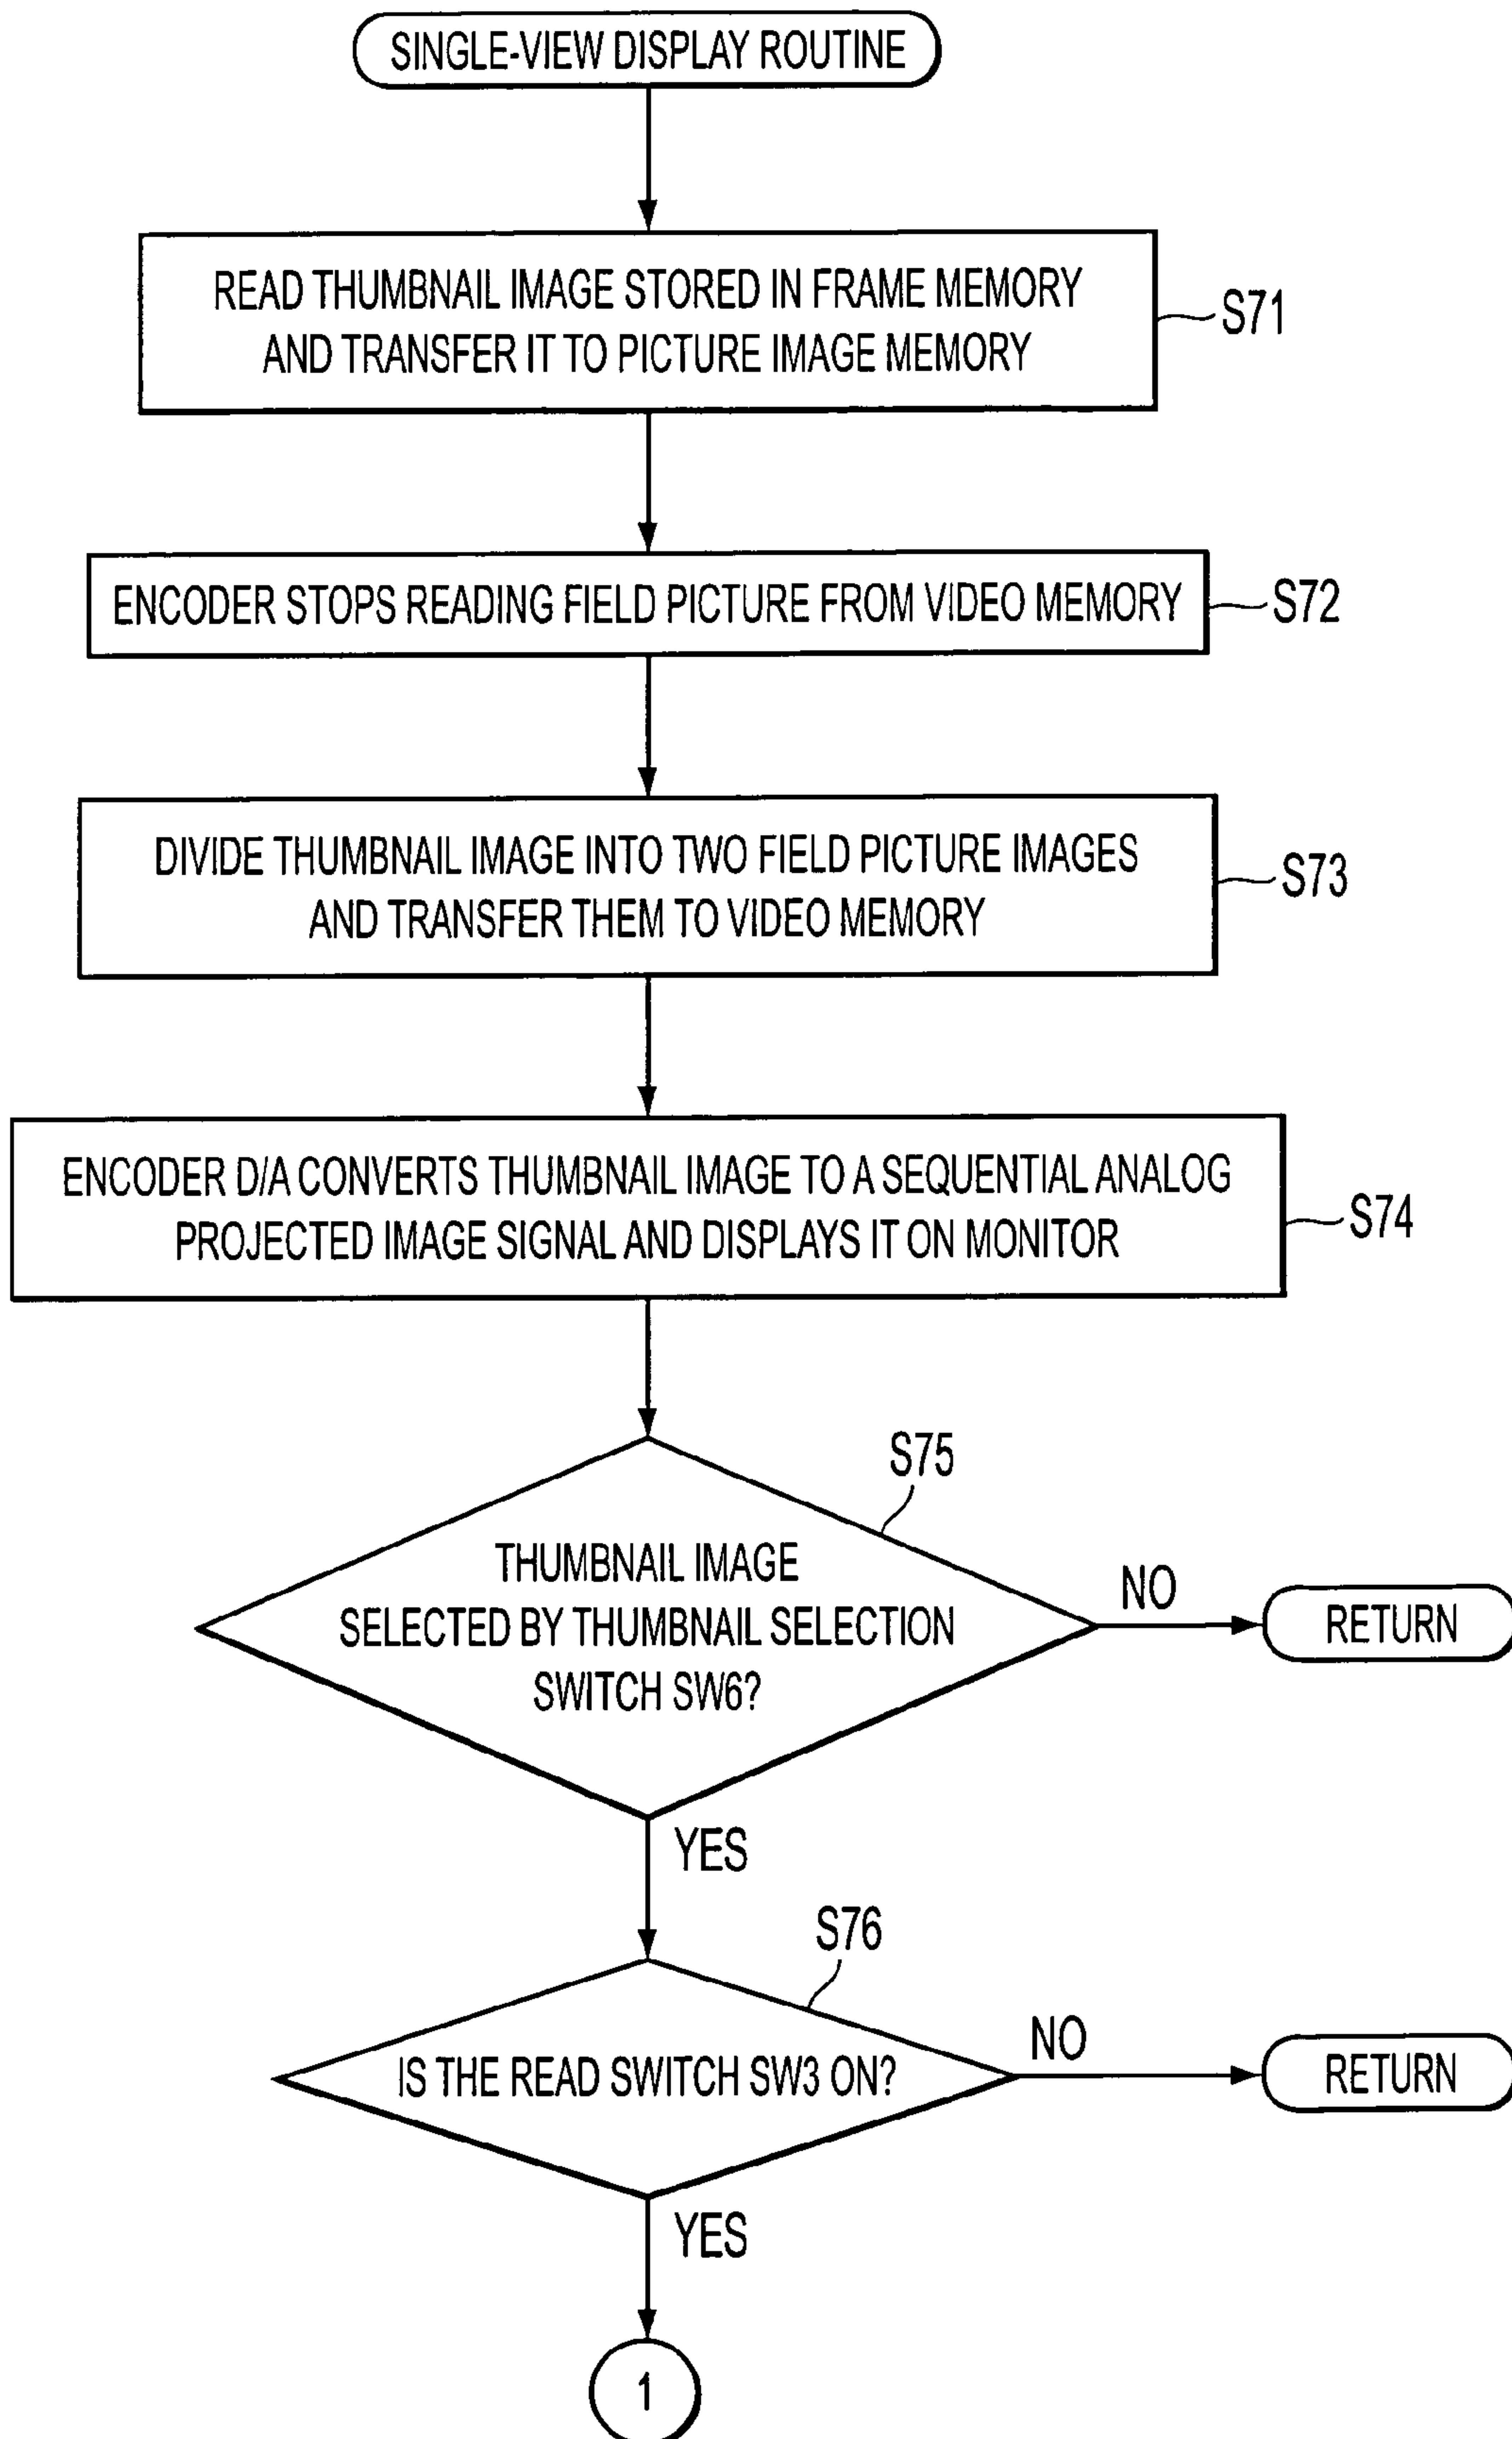 SINGLE-VIEW DISPLAY ROUTINE
READ THUMBNAIL IMAGE STORED IN FRAME MEMORY
AND TRANSFER IT TO PICTURE IMAGE MEMORY
S71
ENCODER STOPS READING FIELD PICTURE FROM VIDEO MEMORY
S72
DIVIDE THUMBNAIL IMAGE INTO TWO FIELD PICTURE IMAGES
AND TRANSFER THEM TO VIDEO MEMORY
S73
ENCODER D/A CONVERTS THUMBNAIL IMAGE TO A SEQUENTIAL ANALOG
PROJECTED IMAGE SIGNAL AND DISPLAYS IT ON MONITOR
S74
S75
THUMBNAIL IMAGE
SELECTED BY THUMBNAIL SELECTION
SWITCH SW6?
NO
RETURN
YES
S76
IS THE READ SWITCH SW3 ON?
NO
RETURN
YES
1